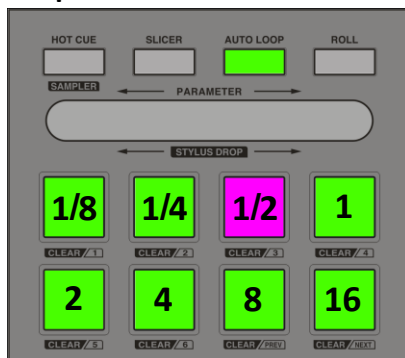 HOT CUE SLICER AUTO LOOP ROLL
SAMPLER
PARAMETER
STYLUS DROP
1/8 1/4 1/2 1
CLEAR/1 CLEAR/2 CLEAR/3 CLEAR/4
2 4 8 16
CLEAR/5 CLEAR/6 CLEAR/PREV CLEAR/NEXT